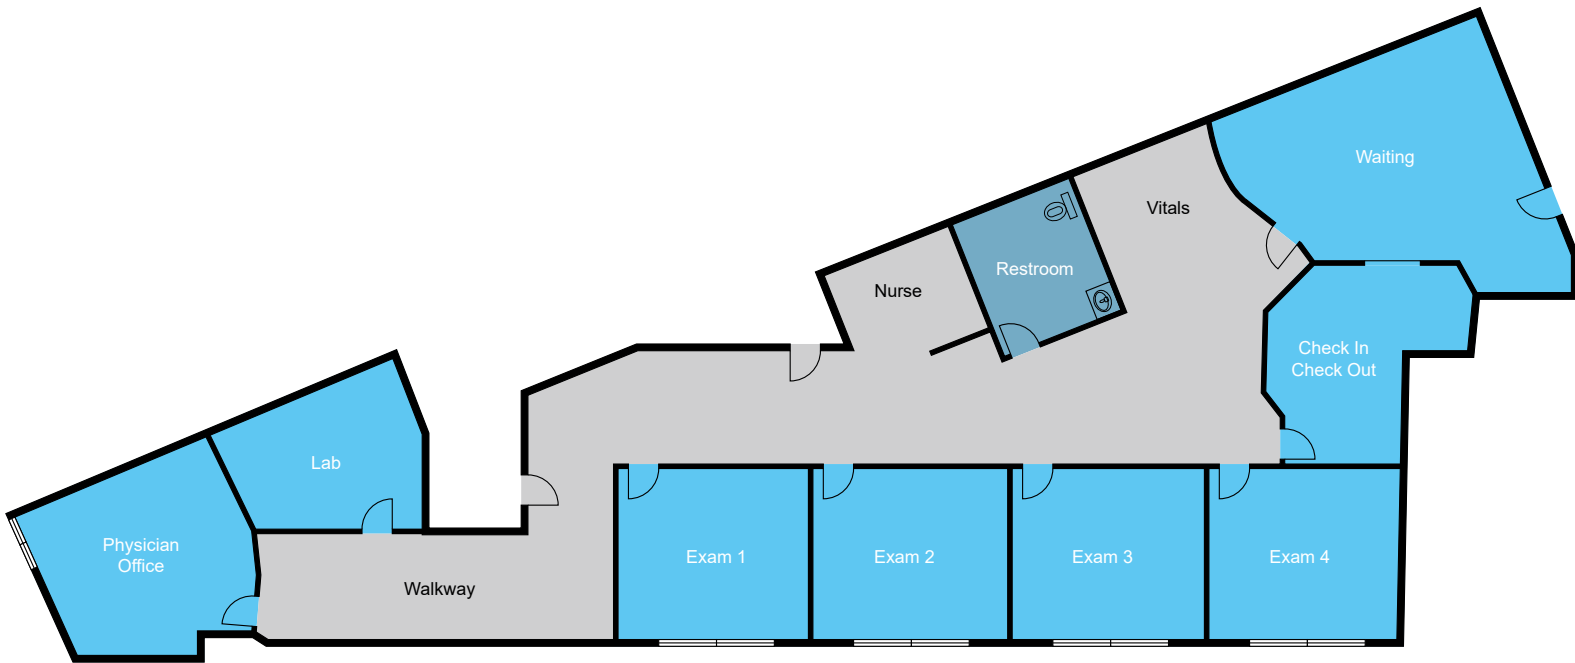 Waiting
Vitals
Restroom
Nurse
Check In
Check Out
Lab
Physician
Office
Walkway
Exam 1
Exam 2
Exam 3
Exam 4